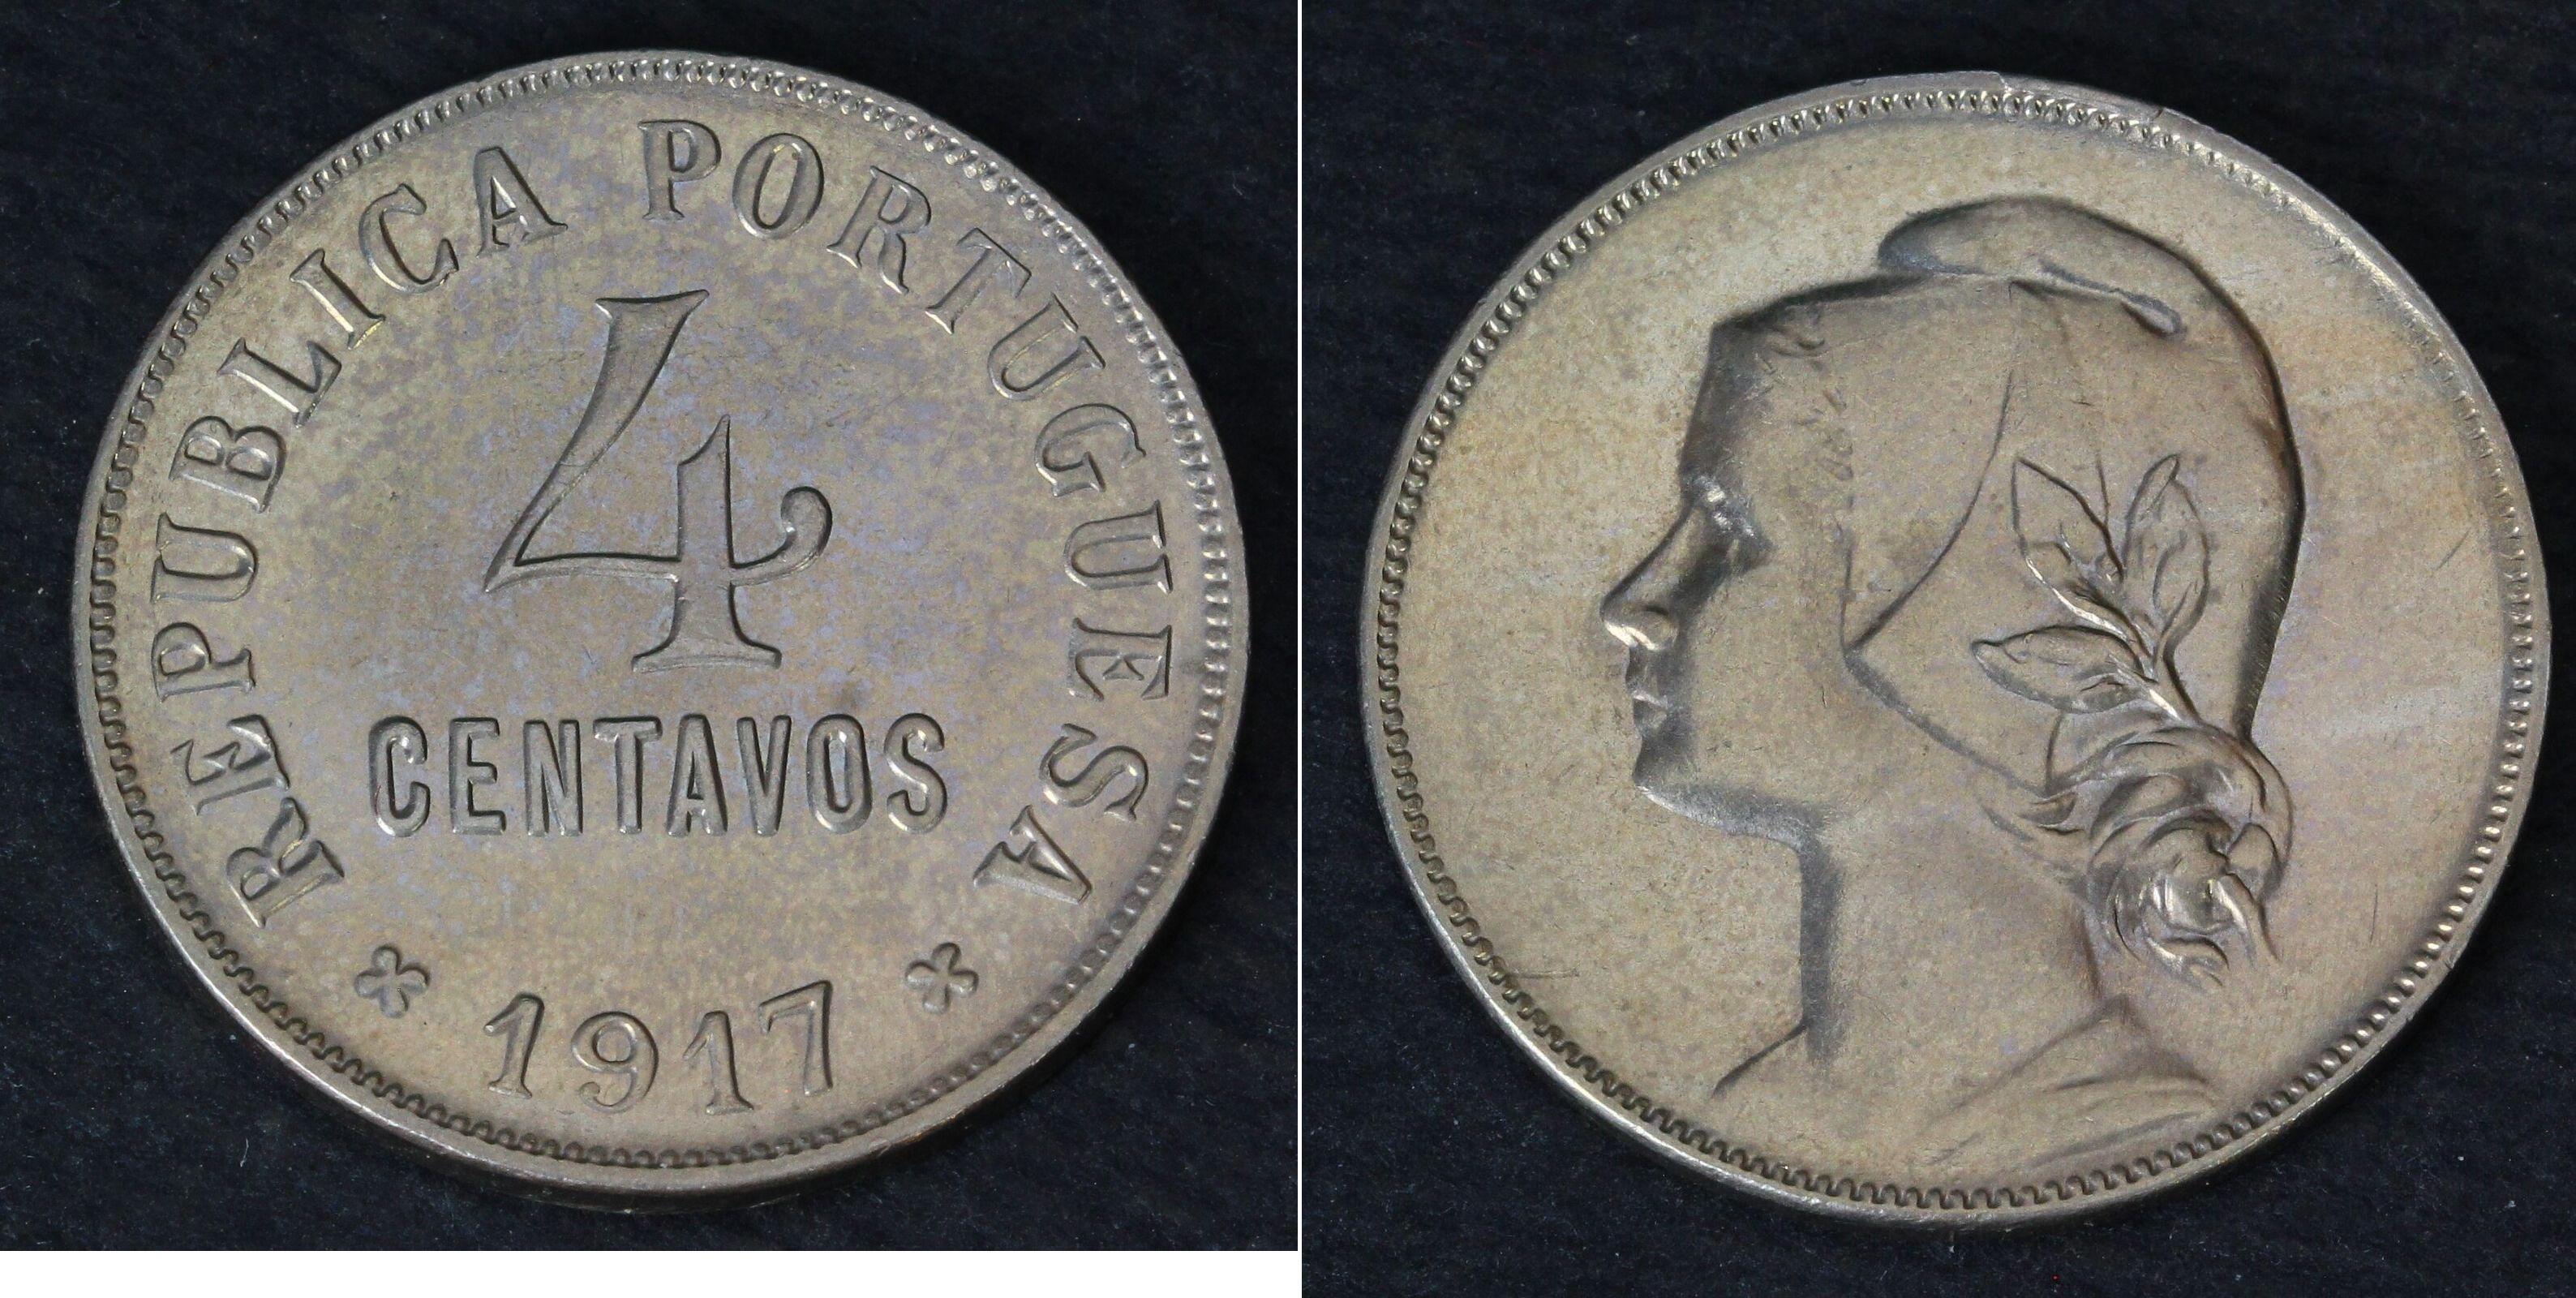 REPUBLICA PORTUGUESA
4
CENTAVOS
1917